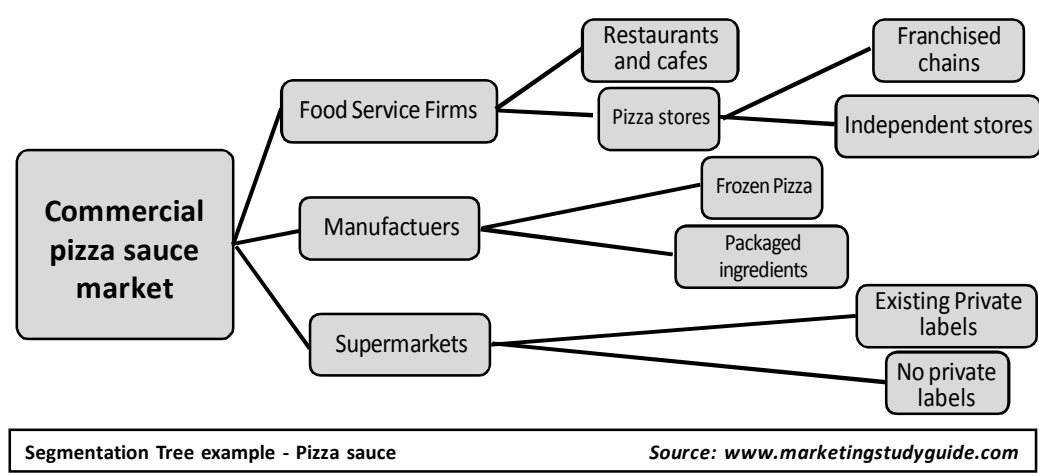 Commercial
pizza sauce
market
Food Service Firms
Restaurants
and cafes
Pizza stores
Franchised
chains
Independent stores
Manufactuers
Frozen Pizza
Packaged
ingredients
Supermarkets
Existing Private
labels
No private
labels
Segmentation Tree example - Pizza sauce
Source: www.marketingstudyguide.com